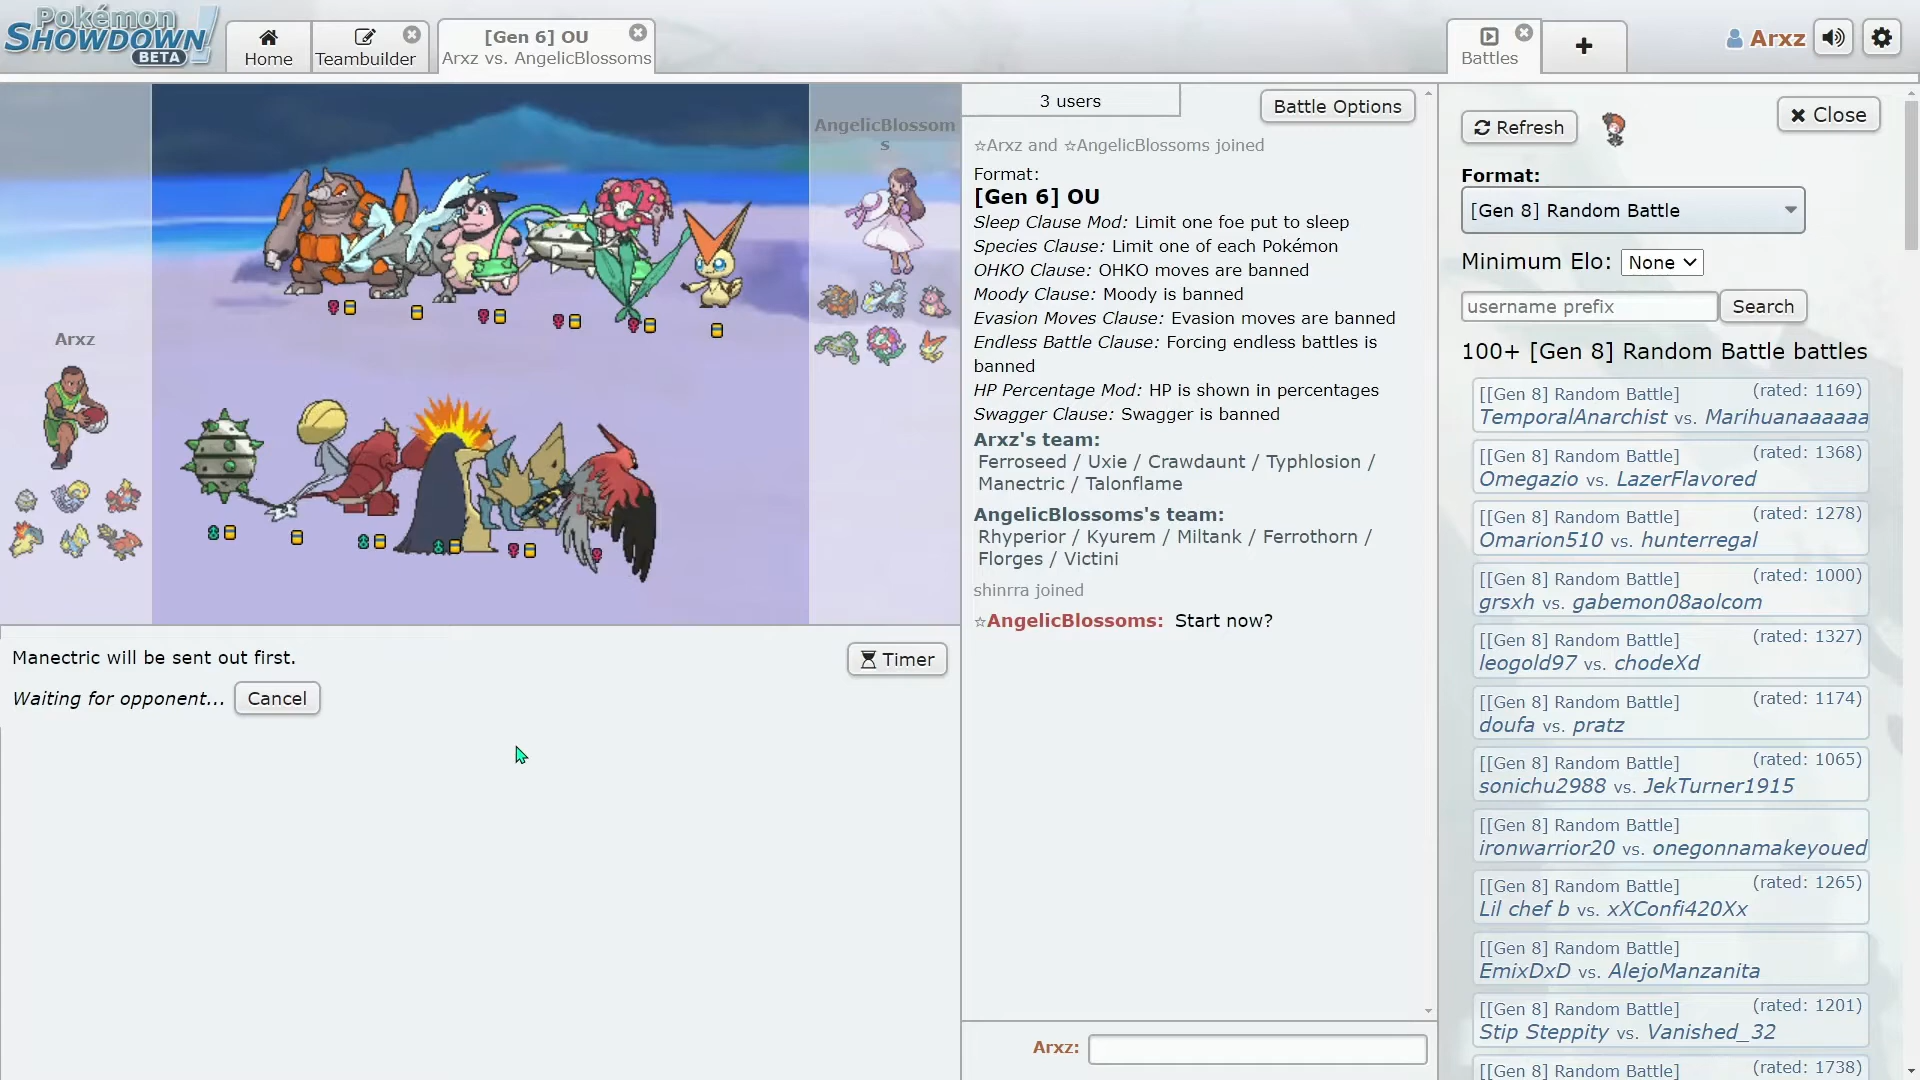 Pokémon
SHOWDOWN!
BETA
Home
Teambuilder
[Gen 6] OU
Arxz vs. AngelicBlossoms
Battles
+
Arxz
AngelicBlossom
s
Arxz
Manectric will be sent out first.
Timer
Waiting for opponent...
Cancel
3 users
Battle Options
☆Arxz and ☆AngelicBlossoms joined
Format:
[Gen 6] OU
Sleep Clause Mod: Limit one foe put to sleep
Species Clause: Limit one of each Pokémon
OHKO Clause: OHKO moves are banned
Moody Clause: Moody is banned
Evasion Moves Clause: Evasion moves are banned
Endless Battle Clause: Forcing endless battles is
banned
HP Percentage Mod: HP is shown in percentages
Swagger Clause: Swagger is banned
Arxz's team:
Ferroseed / Uxie / Crawdaunt / Typhlosion /
Manectric / Talonflame
AngelicBlossoms's team:
Rhyperior / Kyurem / Miltank / Ferrothorn /
Florges / Victini
shinrra joined
☆AngelicBlossoms: Start now?
Arxz:
Refresh
Close
Format:
[Gen 8] Random Battle
Minimum Elo: None
username prefix
Search
100+ [Gen 8] Random Battle battles
[[Gen 8] Random Battle] (rated: 1169)
TemporalAnarchist vs. Marihuanaaaaaa
[[Gen 8] Random Battle] (rated: 1368)
Omegazio vs. LazerFlavored
[[Gen 8] Random Battle] (rated: 1278)
Omarion510 vs. hunterregal
[[Gen 8] Random Battle] (rated: 1000)
grsxh vs. gabemon08aolcom
[[Gen 8] Random Battle] (rated: 1327)
leogold97 vs. chodeXd
[[Gen 8] Random Battle] (rated: 1174)
doufa vs. pratz
[[Gen 8] Random Battle] (rated: 1065)
sonichu2988 vs. JekTurner1915
[[Gen 8] Random Battle]
ironwarrior20 vs. onegonnamakeyoued
[[Gen 8] Random Battle] (rated: 1265)
Lil chef b vs. xXConfi420Xx
[[Gen 8] Random Battle]
EmixDxD vs. AlejoManzanita
[[Gen 8] Random Battle] (rated: 1201)
Stip Steppity vs. Vanished_32
[[Gen 8] Random Battle] (rated: 1738)